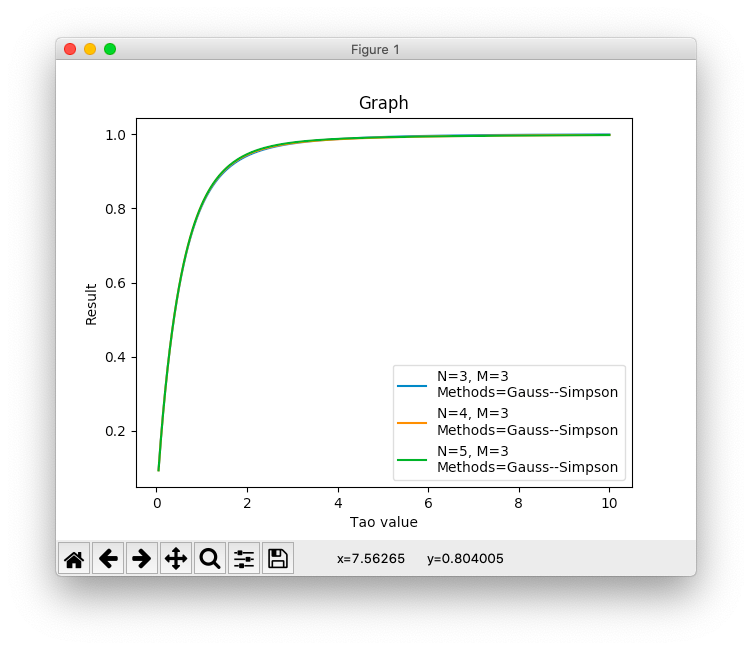 Figure 1
Graph
1.0
0.8
0.6
0.4
0.2
Result
N=3, M=3
Methods=Gauss--Simpson
N=4, M=3
Methods=Gauss--Simpson
N=5, M=3
Methods=Gauss--Simpson
0 2 4 6 8 10
Tao value
x=7.56265 y=0.804005